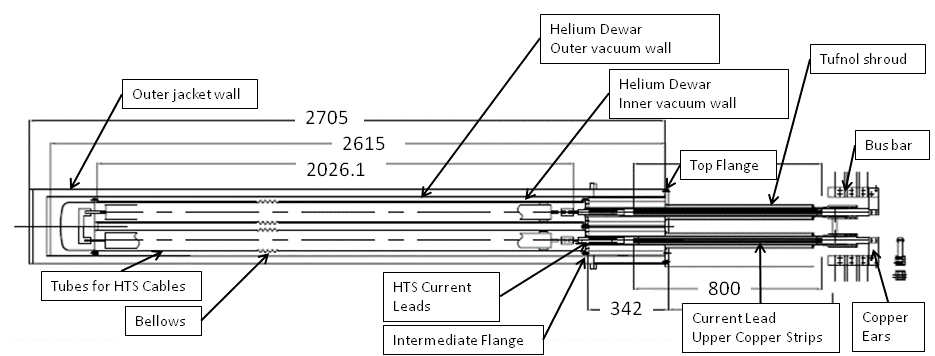 Helium Dewar
Outer vacuum wall
Tufnol shroud
Helium Dewar
Inner vacuum wall
Outer jacket wall
2705
Bus bar
2615
Top Flange
2026.1
Tubes for HTS Cables
HTS Current
Leads
800
Bellows
342
Current Lead
Upper Copper Strips
Copper
Ears
Intermediate Flange